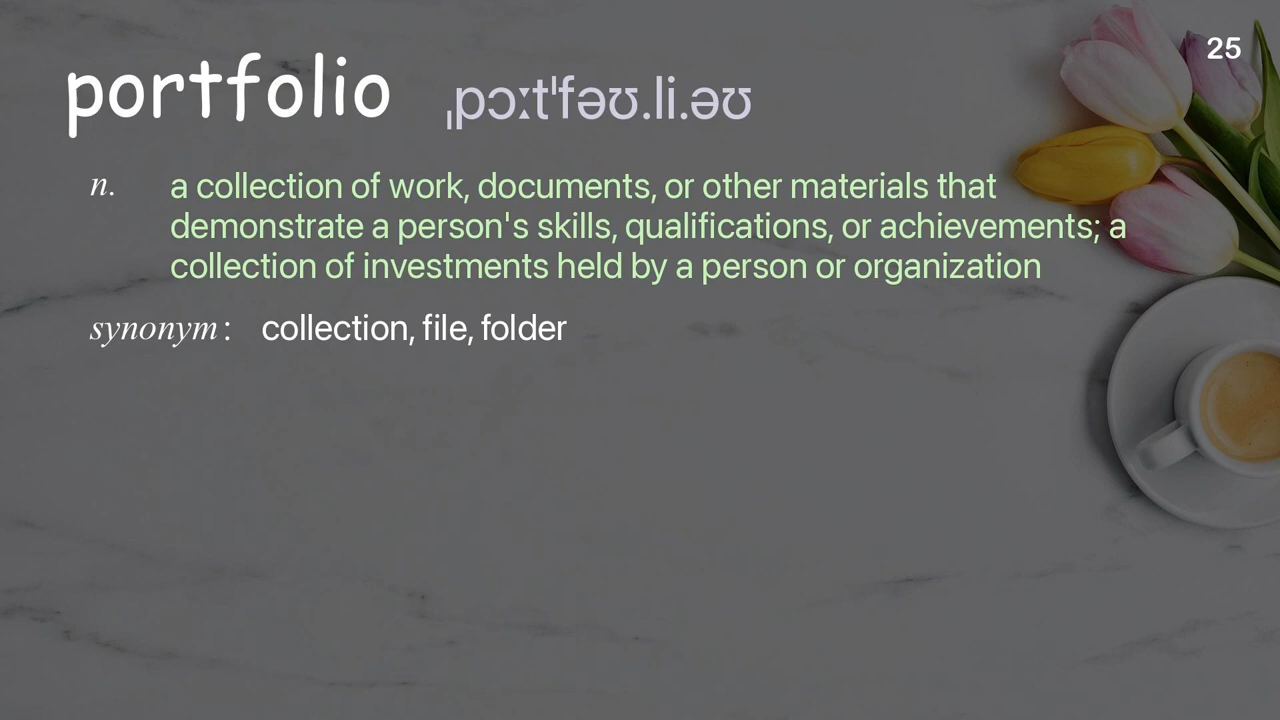 25
portfolio ˌpɔːtˈfəʊ.li.əʊ
n. a collection of work, documents, or other materials that
demonstrate a person's skills, qualifications, or achievements; a
collection of investments held by a person or organization
synonym: collection, file, folder